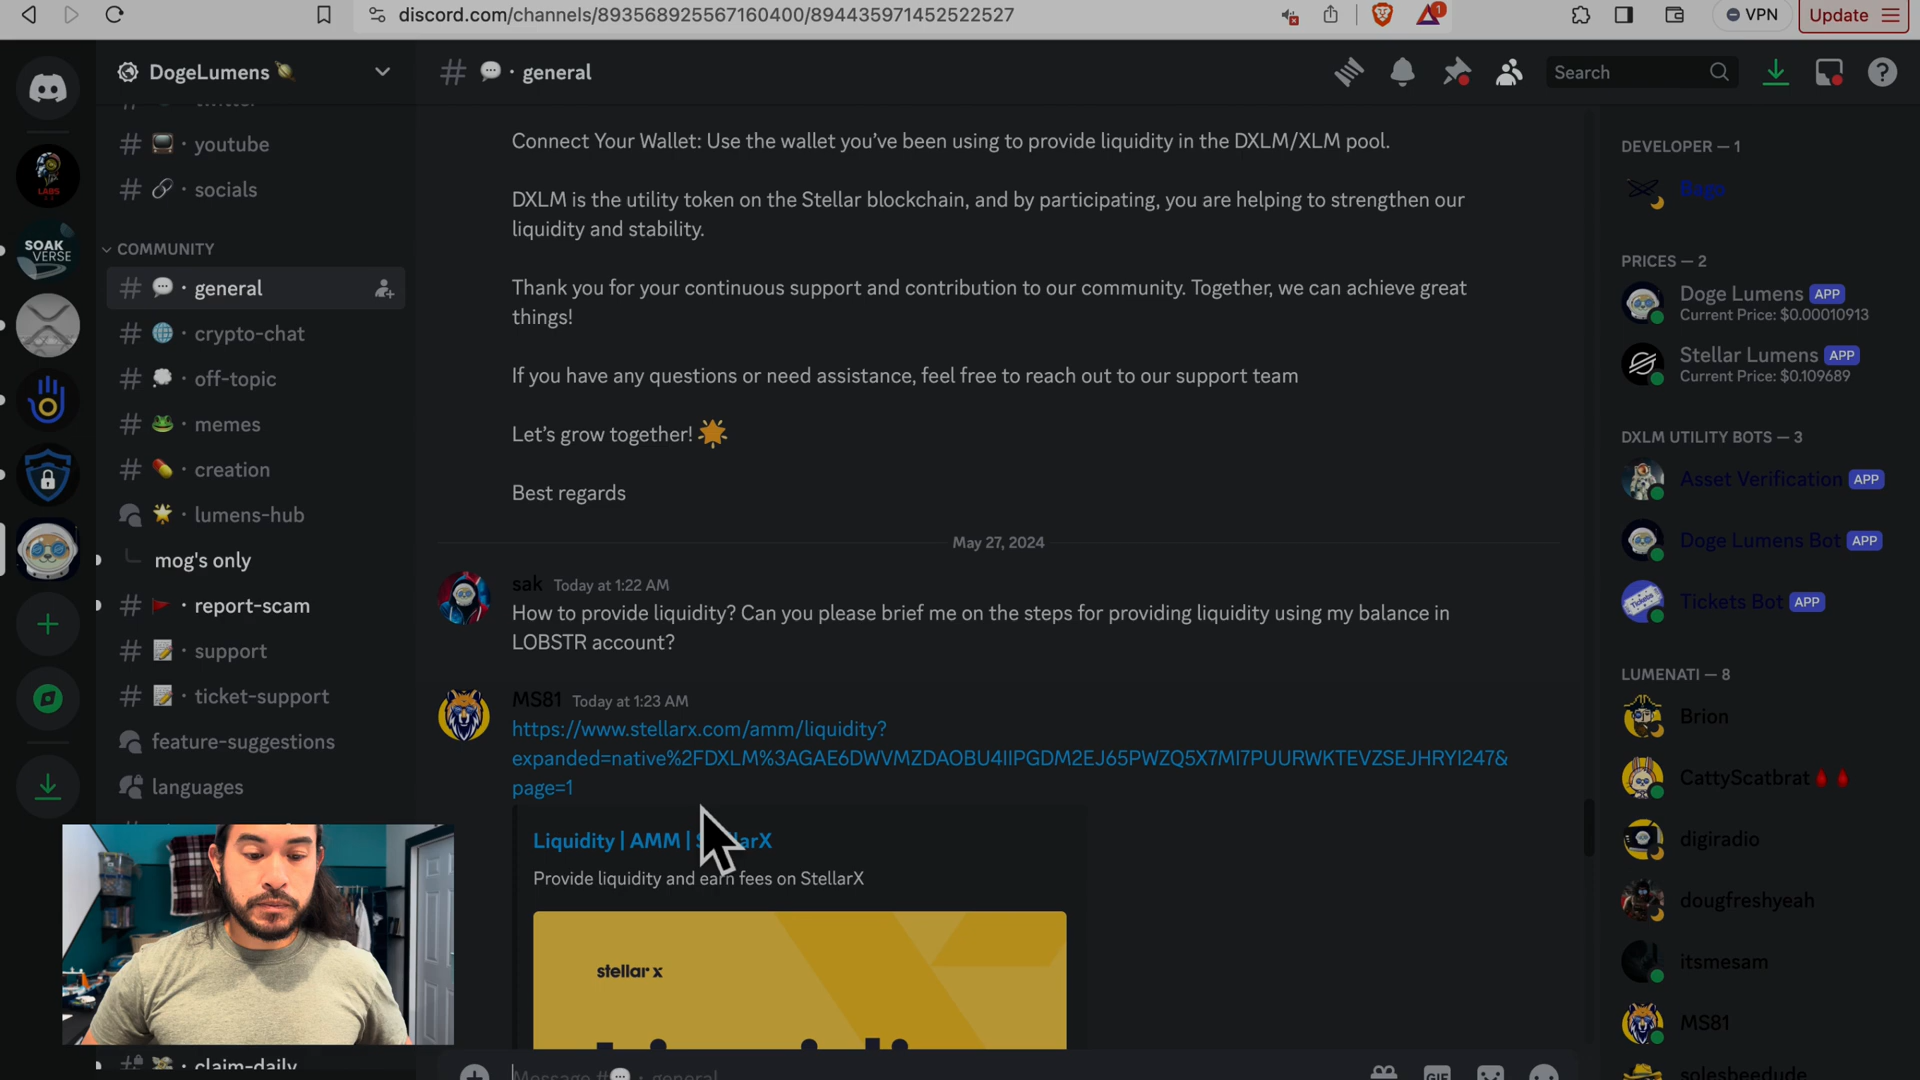 discord.com/channels/893568925567160400/894435971452522527
1
VPN
Update
DogeLumens
# · general
Search
# · youtube
# · socials
COMMUNITY
# · general
# · crypto-chat
# · off-topic
# · memes
# · creation
· lumens-hub
mog's only
# · report-scam
# · support
# · ticket-support
feature-suggestions
languages
· claim-daily
LABS
SOAK
VERSE
Connect Your Wallet: Use the wallet you’ve been using to provide liquidity in the DXLM/XLM pool.
DXLM is the utility token on the Stellar blockchain, and by participating, you are helping to strengthen our
liquidity and stability.
Thank you for your continuous support and contribution to our community. Together, we can achieve great
things!
If you have any questions or need assistance, feel free to reach out to our support team
Let’s grow together!
Best regards
May 27, 2024
sak Today at 1:22 AM
How to provide liquidity? Can you please brief me on the steps for providing liquidity using my balance in
LOBSTR account?
MS81 Today at 1:23 AM
https://www.stellarx.com/amm/liquidity?
expanded=native%2FDXLM%3AGAE6DWVMZDAOBU4IIPGDM2EJ65PWZQ5X7MI7PUURWKTEVZSEJHRYI247&
page=1
Liquidity | AMM |
Provide liquidity and earn fees on StellarX
stellar x
Message # · general
GIF
DEVELOPER — 1
Bago
PRICES — 2
Doge Lumens APP
Current Price: $0.00010913
Stellar Lumens APP
Current Price: $0.109689
DXLM UTILITY BOTS — 3
Asset Verification APP
Doge Lumens Bot APP
Tickets Bot APP
LUMENATI — 8
Brion
CattyScatbrat
digiradio
dougfreshyeah
itsmesam
MS81
solesbeedude